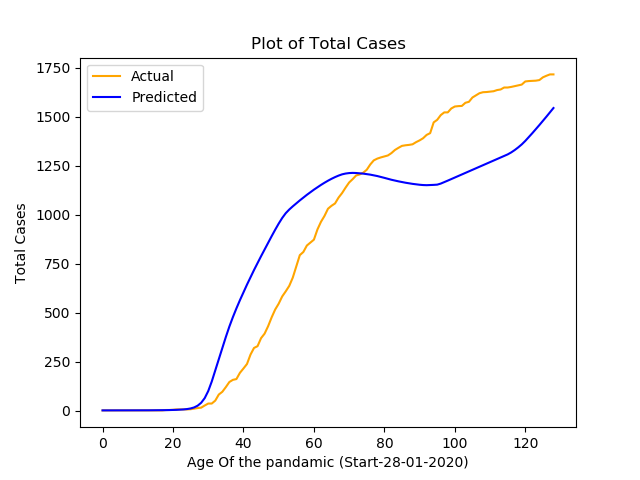 Plot of Total Cases
Actual
Predicted
1750
1500
1250
1000
750
500
250
0
Total Cases
0 20 40 60 80 100 120
Age Of the pandamic (Start-28-01-2020)